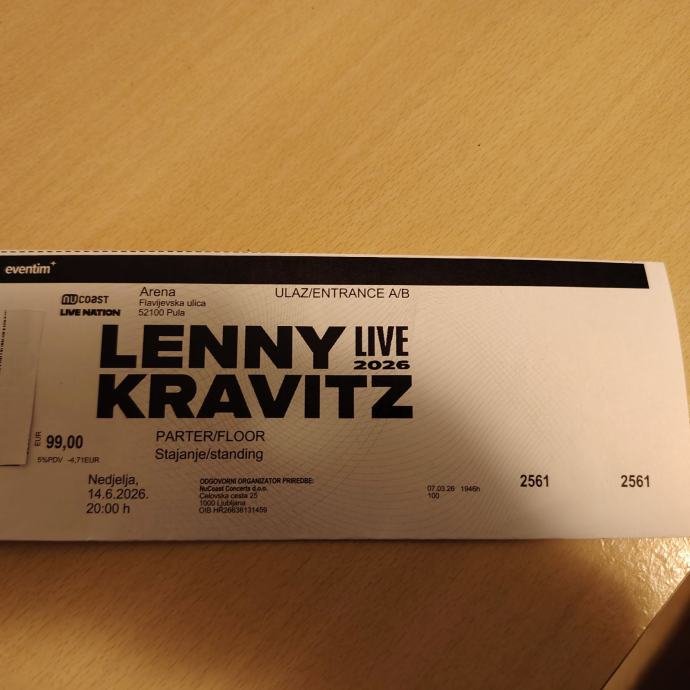 eventim
nuCOAST
LIVE NATION
Arena
Flavijevska ulica
52100 Pula
ULAZ/ENTRANCE A/B
LENNY LIVE
2026
KRAVITZ
EUR 99,00
5%PDV -4,71EUR
PARTER/FLOOR
Stajanje/standing
Nedjelja,
14.6.2026.
20:00 h
ODGOVORNI ORGANIZATOR PRIREDBE:
NuCoast Concerts d.o.o.
Celovska cesta 25
1000 Ljubljana
OIB HR26638131459
07.03.26 1946h
100
2561
2561